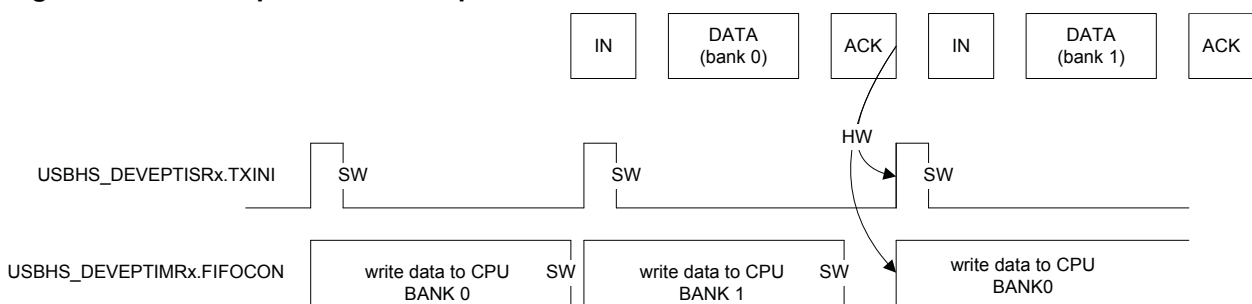 IN
DATA
(bank 0)
ACK
IN
DATA
(bank 1)
ACK
HW
USBHS_DEVEPTISRx.TXINI
SW
SW
SW
USBHS_DEVEPTIMRx.FIFOCON
write data to CPU
BANK 0
SW
write data to CPU
BANK 1
SW
write data to CPU
BANK0